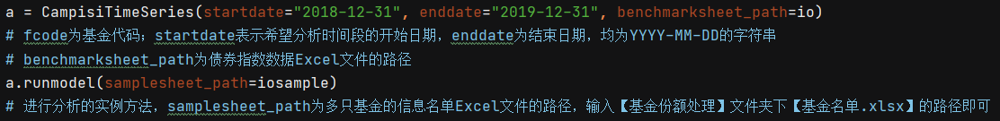 a = CampisiTimeSeries(startdate="2018-12-31", enddate="2019-12-31", benchmarksheet_path=io)
# fcode为基金代码；startdate表示希望分析时间段的开始日期，enddate为结束日期，均为YYYY-MM-DD的字符串
# benchmarksheet_path为债券指数数据Excel文件的路径
a.runmodel(samplesheet_path=iosample)
# 进行分析的实例方法，samplesheet_path为多只基金的信息名单Excel文件的路径，输入【基金份额处理】文件夹下【基金名单.xlsx】的路径即可